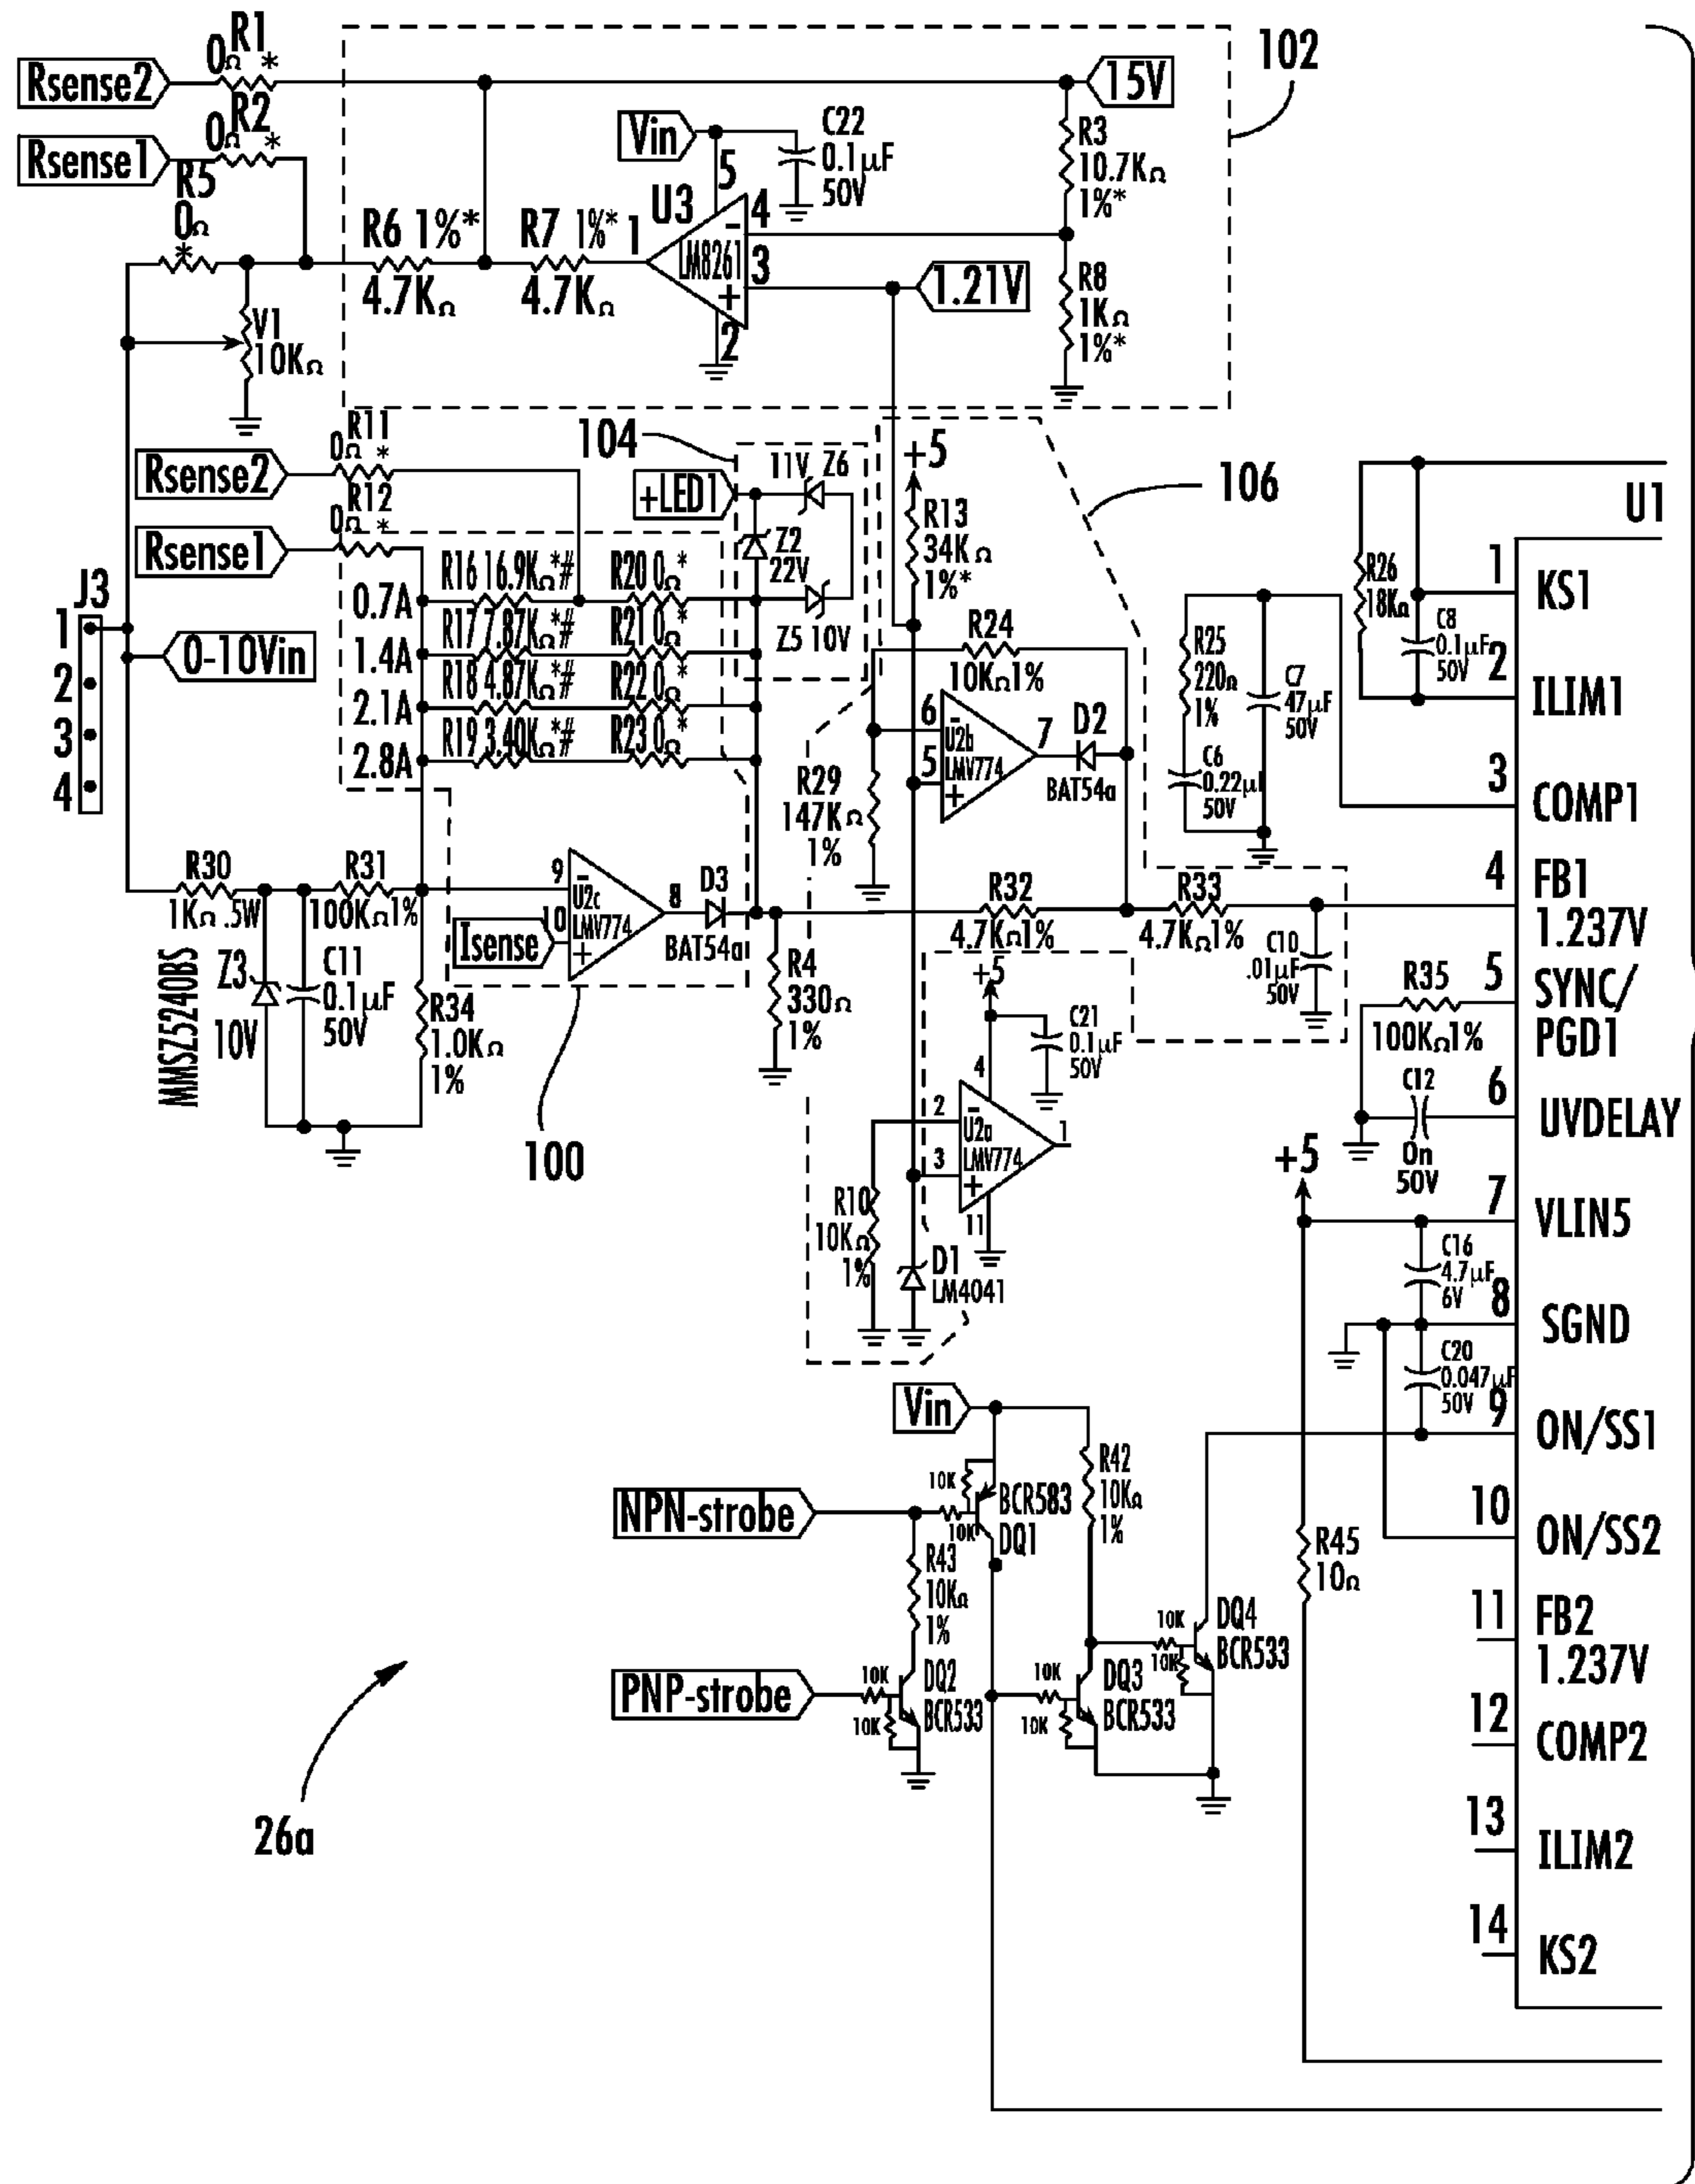 Rsense2
0Ω R1 *
Rsense1
0Ω R2 *
R5
0Ω
*
102
15V
Vin
5
C22
0.1µF
50V
R3
10.7KΩ
1%*
U3
LM8261
4
-
3
+
1
2
R6 1%*
4.7KΩ
R7 1%*
4.7KΩ
1.21V
R8
1KΩ
1%*
V1
10KΩ
Rsense2
0Ω R11 *
Rsense1
0Ω R12 *
104
+LED1
11V Z6
Z2
22V
Z5 10V
+5
R13
34KΩ
1%*
106
J3
1
2
3
4
0-10Vin
0.7A
R16 16.9KΩ*#
R20 0Ω*
1.4A
R17 7.87KΩ*#
R21 0Ω*
2.1A
R18 4.87KΩ*#
R22 0Ω*
2.8A
R19 3.40KΩ*#
R23 0Ω*
R24
10KΩ1%
6
-
U2b
LMV774
5
+
7
D2
BAT54a
R29
147KΩ
1%
R25
220Ω
1%
C6
0.22µF
50V
C7
47µF
50V
R26
18KΩ
C8
0.1µF
50V
U1
1
KS1
2
ILIM1
3
COMP1
4
FB1
1.237V
5
SYNC/
PGD1
6
UVDELAY
7
VLIN5
8
SGND
9
ON/SS1
10
ON/SS2
11
FB2
1.237V
12
COMP2
13
ILIM2
14
KS2
R30
1KΩ .5W
R31
100KΩ1%
9
-
U2c
LMV774
10
+
Isense
8
D3
BAT54a
R32
4.7KΩ1%
R33
4.7KΩ1%
C10
.01µF
50V
MMSZ5240BS
Z3
10V
C11
0.1µF
50V
R34
1.0KΩ
1%
R4
330Ω
1%
100
+5
C21
0.1µF
50V
4
2
-
U2a
LMV774
3
+
1
11
R10
10KΩ
1%
D1
LM4041
R35
100KΩ1%
C12
0n
50V
+5
C16
4.7µF
6V
C20
0.047µF
50V
R45
10Ω
Vin
NPN-strobe
10K
10K
BCR583
DQ1
R42
10KΩ
1%
R43
10KΩ
1%
PNP-strobe
10K
10K
DQ2
BCR533
10K
10K
DQ3
BCR533
10K
10K
DQ4
BCR533
26a